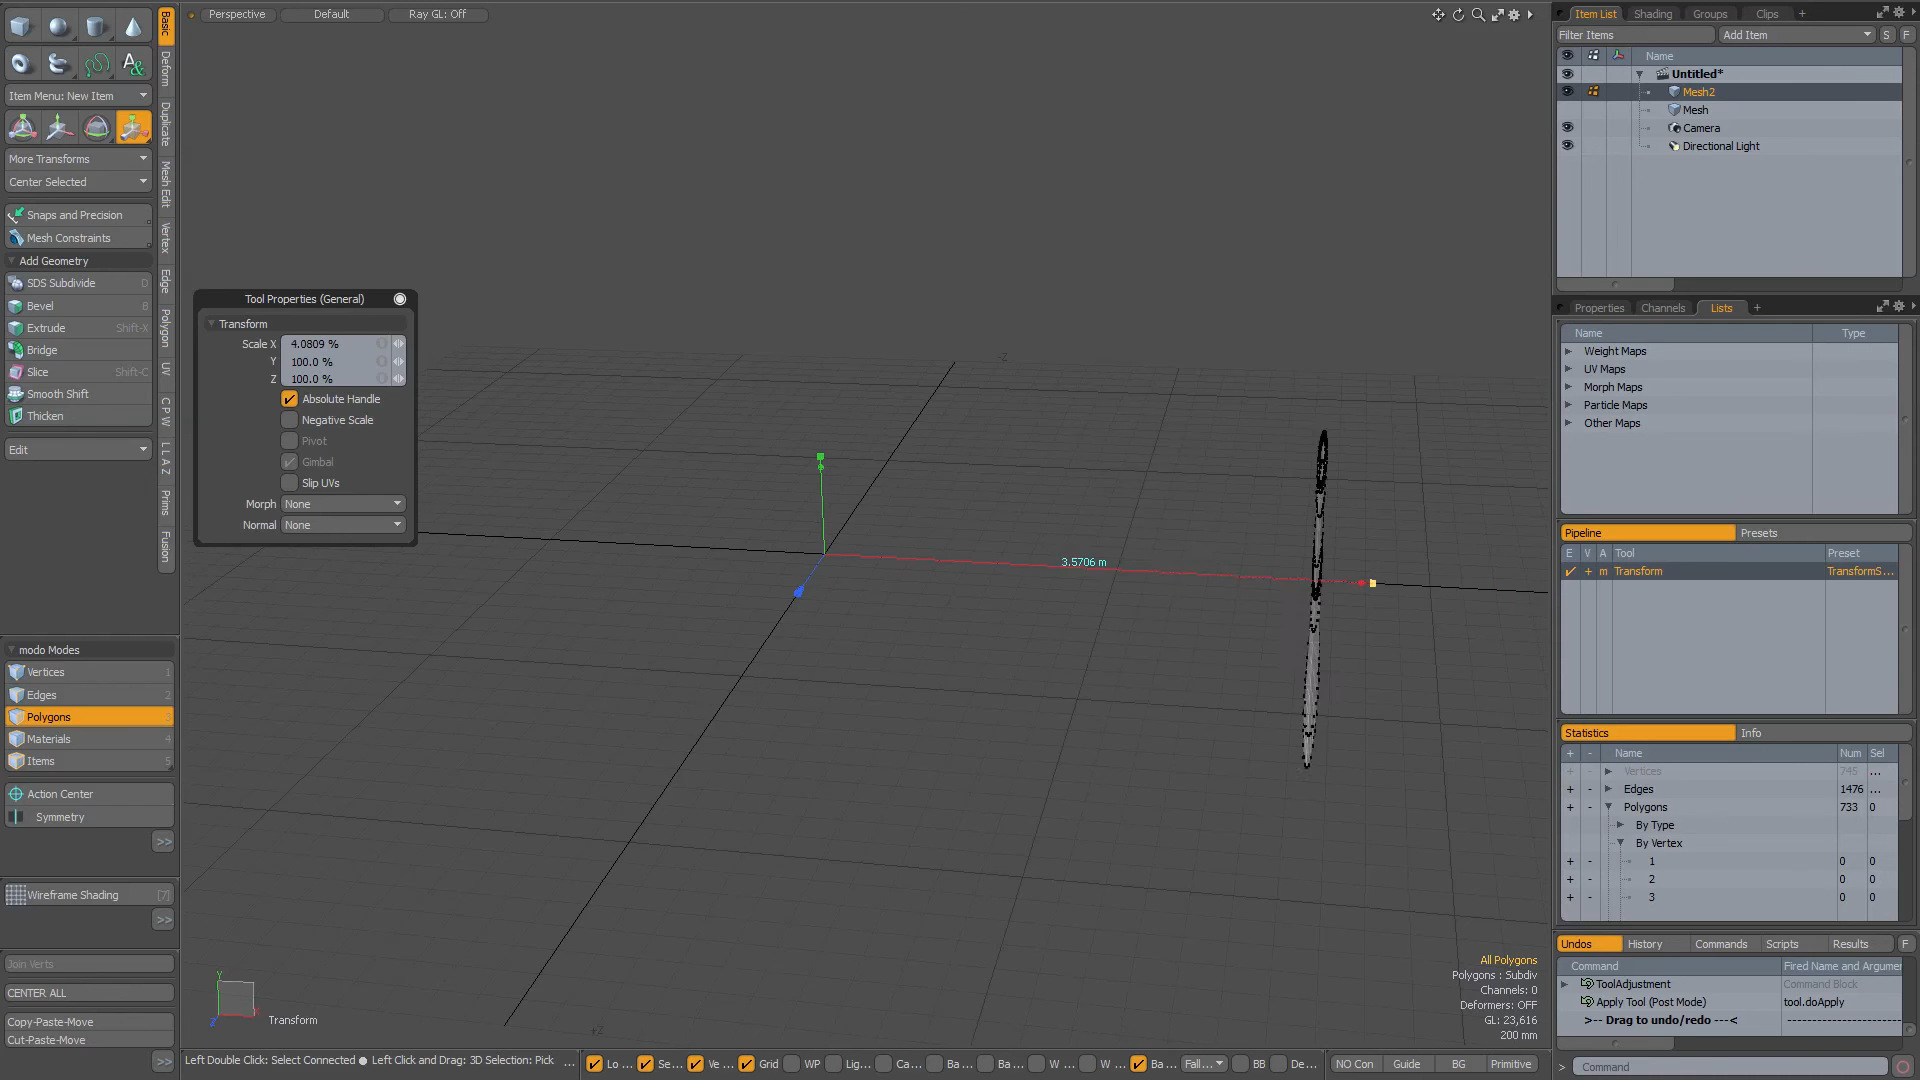 Perspective
Default
Ray GL: Off
Basic
Deform
Duplicate
Mesh Edit
Vertex
Edge
Polygon
UV
C P W
L L A Z
Prims
Fusion
Item Menu: New Item
More Transforms
Center Selected
Snaps and Precision
Mesh Constraints
Add Geometry
SDS Subdivide D
Bevel B
Extrude Shift-X
Bridge
Slice Shift-C
Smooth Shift
Thicken
Edit
modo Modes
Vertices 1
Edges 2
Polygons 3
Materials 4
Items 5
Action Center
Symmetry
>>
Wireframe Shading [7]
>>
Join Verts
CENTER ALL
Copy-Paste-Move
Cut-Paste-Move
>>
Tool Properties (General)
Transform
Scale X 4.0809 %
Y 100.0 %
Z 100.0 %
Absolute Handle
Negative Scale
Pivot
Gimbal
Slip UVs
Morph None
Normal None
-Z
3.5706 m
+Z
Y
X
Z
Transform
All Polygons
Polygons : Subdiv
Channels: 0
Deformers: OFF
GL: 23,616
200 mm
Left Double Click: Select Connected ● Left Click and Drag: 3D Selection: Pick ...
Lo ... Se... Ve ... Grid WP Lig... Ca... Ba ... Ba ... W ... W ... Ba... Fall... BB De...
NO Con Guide BG Primitive
Item List Shading Groups Clips +
Filter Items Add Item S F
Name
Untitled*
Mesh2
Mesh
Camera
Directional Light
Properties Channels Lists +
Name Type
Weight Maps
UV Maps
Morph Maps
Particle Maps
Other Maps
Pipeline Presets
E V A Tool Preset
+ m Transform TransformS...
Statistics Info
+ - Name Num Sel
+ - Vertices 745 ...
+ - Edges 1476 ...
+ - Polygons 733 0
By Type
By Vertex
+ - 1 0 0
+ - 2 0 0
+ - 3 0 0
Undos History Commands Scripts Results F
Command Fired Name and Argumer
ToolAdjustment Command Block
Apply Tool (Post Mode) tool.doApply
>-- Drag to undo/redo ---<
> Command